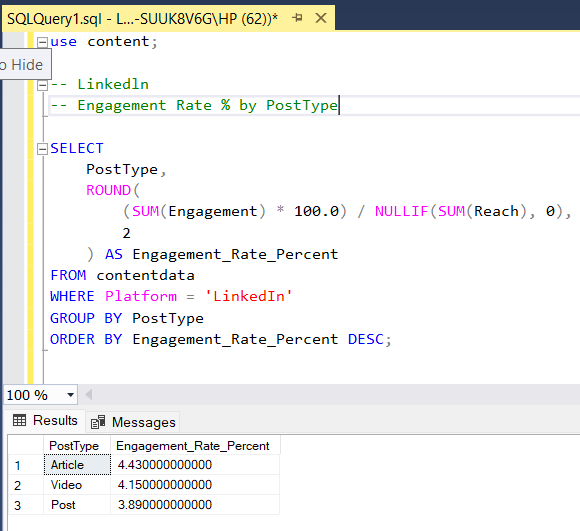 SQLQuery1.sql - L...-SUUK8V6G\HP (62))*
use content;
o Hide
-- Linkedln
-- Engagement Rate % by PostType
SELECT
PostType,
ROUND(
(SUM(Engagement) * 100.0) / NULLIF(SUM(Reach), 0),
2
) AS Engagement_Rate_Percent
FROM contentdata
WHERE Platform = 'LinkedIn'
GROUP BY PostType
ORDER BY Engagement_Rate_Percent DESC;
100 %
Results Messages
PostType Engagement_Rate_Percent
1 Article 4.430000000000
2 Video 4.150000000000
3 Post 3.890000000000